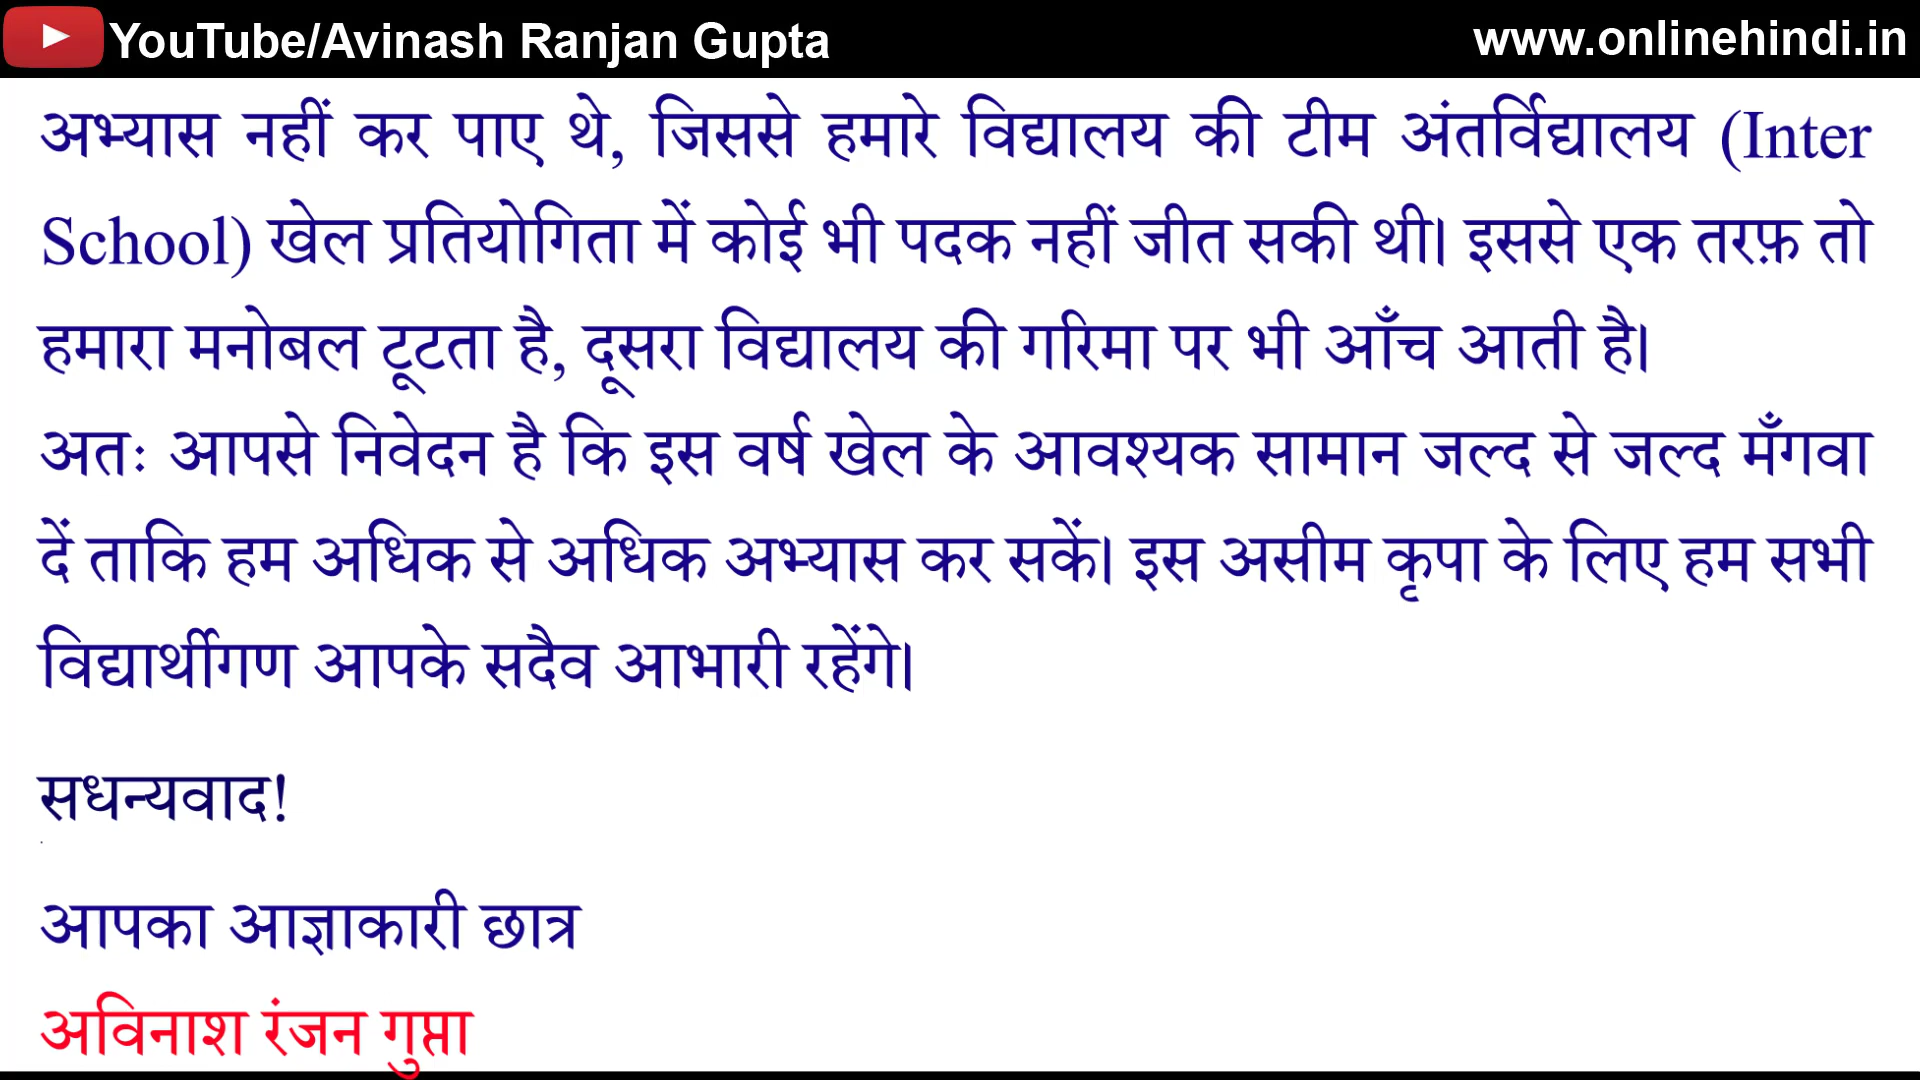 YouTube/Avinash Ranjan Gupta www.onlinehindi.in
अभ्यास नहीं कर पाए थे, जिससे हमारे विद्यालय की टीम अंतर्विद्यालय (Inter
School) खेल प्रतियोगिता में कोई भी पदक नहीं जीत सकी थी। इससे एक तरफ़ तो
हमारा मनोबल टूटता है, दूसरा विद्यालय की गरिमा पर भी आँच आती है।
अतः आपसे निवेदन है कि इस वर्ष खेल के आवश्यक सामान जल्द से जल्द मँगवा
दें ताकि हम अधिक से अधिक अभ्यास कर सकें। इस असीम कृपा के लिए हम सभी
विद्यार्थीगण आपके सदैव आभारी रहेंगे।
सधन्यवाद!
आपका आज्ञाकारी छात्र
अविनाश रंजन गुप्ता